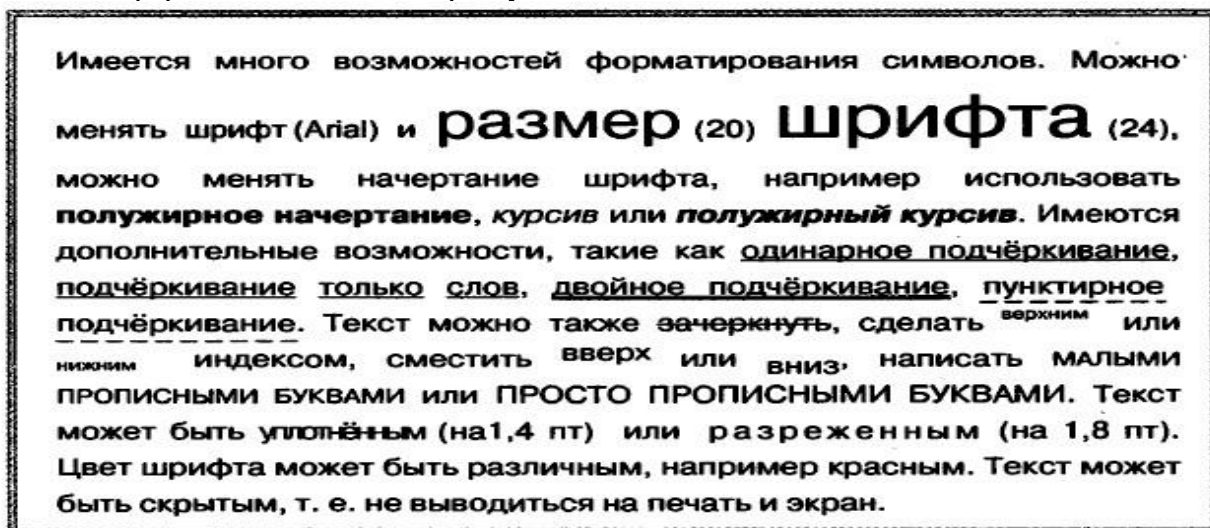 Имеется много возможностей форматирования символов. Можно
менять шрифт (Arial) и размер (20) шрифта (24),
можно менять начертание шрифта, например использовать
полужирное начертание, курсив или полужирный курсив. Имеются
дополнительные возможности, такие как одинарное подчёркивание,
подчёркивание только слов, двойное подчёркивание, пунктирное
подчёркивание. Текст можно также зачеркнуть, сделать верхним или
нижним индексом, сместить вверх или вниз, написать МАЛЫМИ
ПРОПИСНЫМИ БУКВАМИ или ПРОСТО ПРОПИСНЫМИ БУКВАМИ. Текст
может быть уплотнённым (на1,4 пт) или разреженным (на 1,8 пт).
Цвет шрифта может быть различным, например красным. Текст может
быть скрытым, т. е. не выводиться на печать и экран.